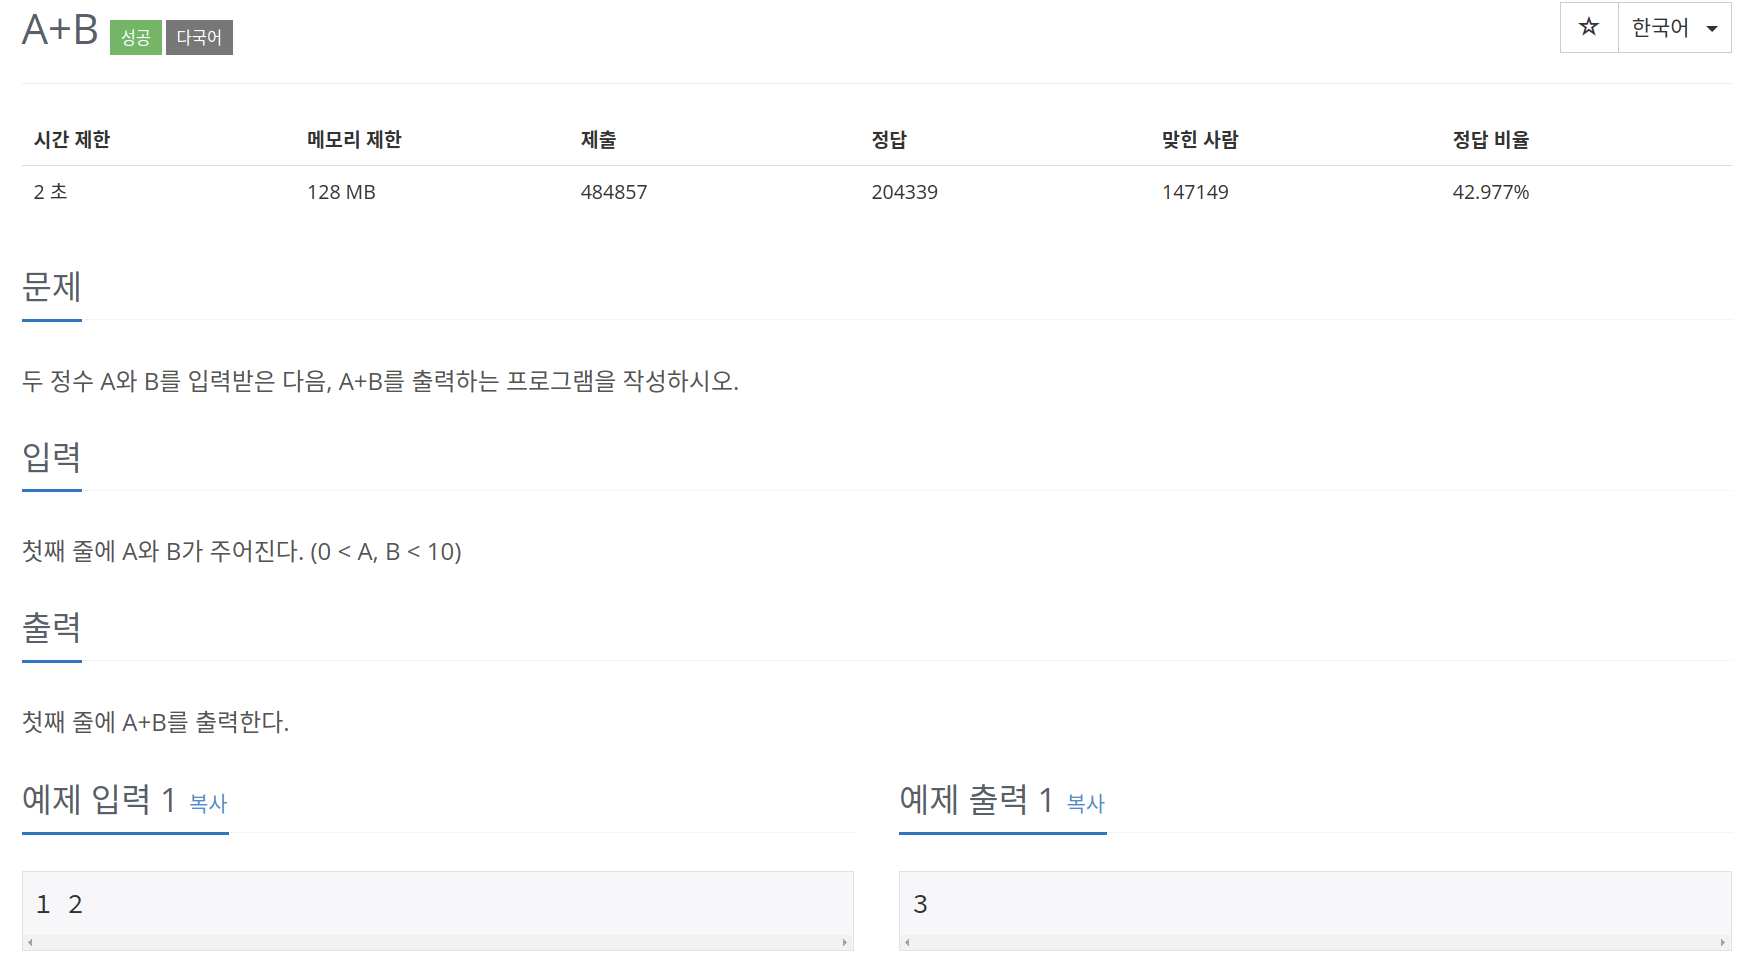 A+B 성공 다국어
☆ 한국어
시간 제한 메모리 제한 제출 정답 맞힌 사람 정답 비율
2 초 128 MB 484857 204339 147149 42.977%
문제
두 정수 A와 B를 입력받은 다음, A+B를 출력하는 프로그램을 작성하시오.
입력
첫째 줄에 A와 B가 주어진다. (0 < A, B < 10)
출력
첫째 줄에 A+B를 출력한다.
예제 입력 1 복사
1 2
예제 출력 1 복사
3